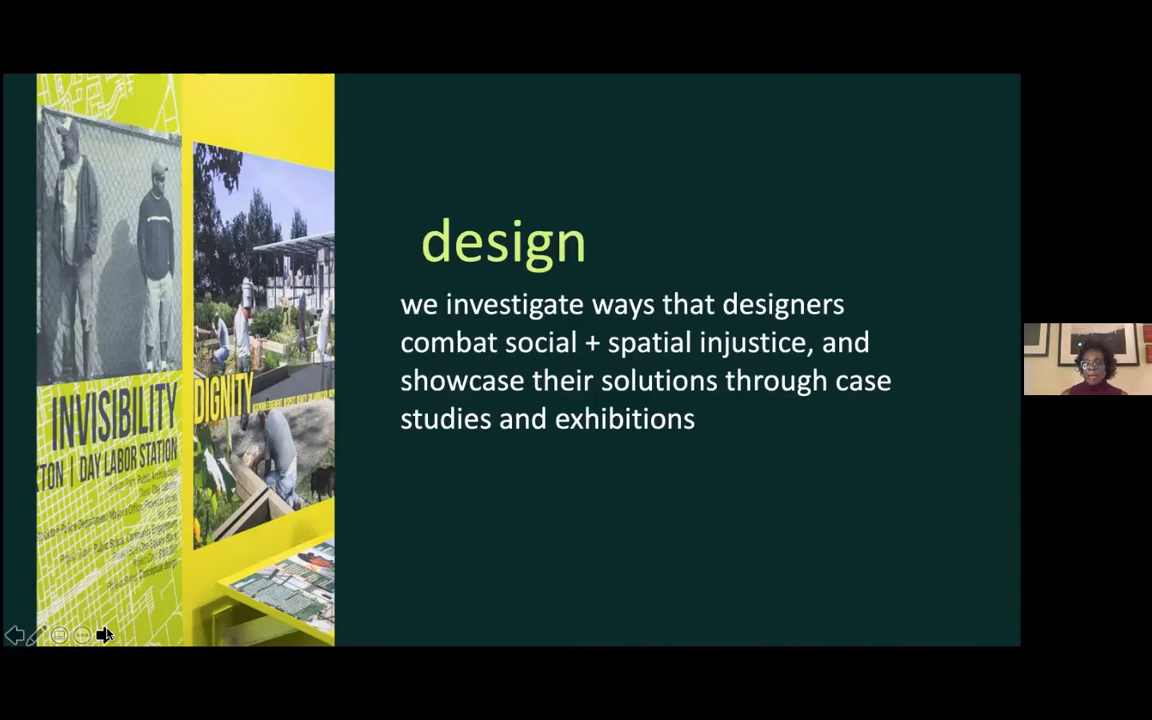 design
we investigate ways that designers
combat social + spatial injustice, and
showcase their solutions through case
studies and exhibitions
INVISIBILITY
TON | DAY LABOR STATION
DIGNITY